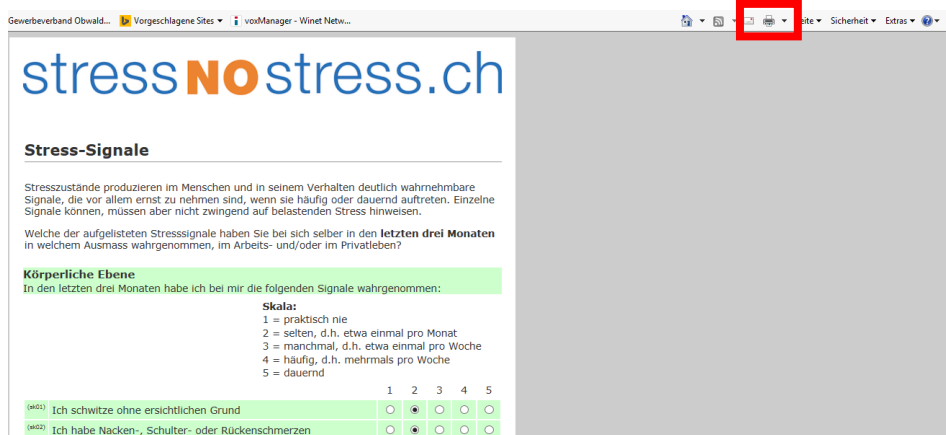 Gewerbeverband Obwald... Vorgeschlagene Sites voxManager - Winet Netw... Seite Sicherheit Extras
stressNOstress.ch
Stress-Signale
Stresszustände produzieren im Menschen und in seinem Verhalten deutlich wahrnehmbare
Signale, die vor allem ernst zu nehmen sind, wenn sie häufig oder dauernd auftreten. Einzelne
Signale können, müssen aber nicht zwingend auf belastenden Stress hinweisen.
Welche der aufgelisteten Stresssignale haben Sie bei sich selber in den letzten drei Monaten
in welchem Ausmass wahrgenommen, im Arbeits- und/oder im Privatleben?
Körperliche Ebene
In den letzten drei Monaten habe ich bei mir die folgenden Signale wahrgenommen:
Skala:
1 = praktisch nie
2 = selten, d.h. etwa einmal pro Monat
3 = manchmal, d.h. etwa einmal pro Woche
4 = häufig, d.h. mehrmals pro Woche
5 = dauernd
1 2 3 4 5
(sk01) Ich schwitze ohne ersichtlichen Grund
(sk02) Ich habe Nacken-, Schulter- oder Rückenschmerzen